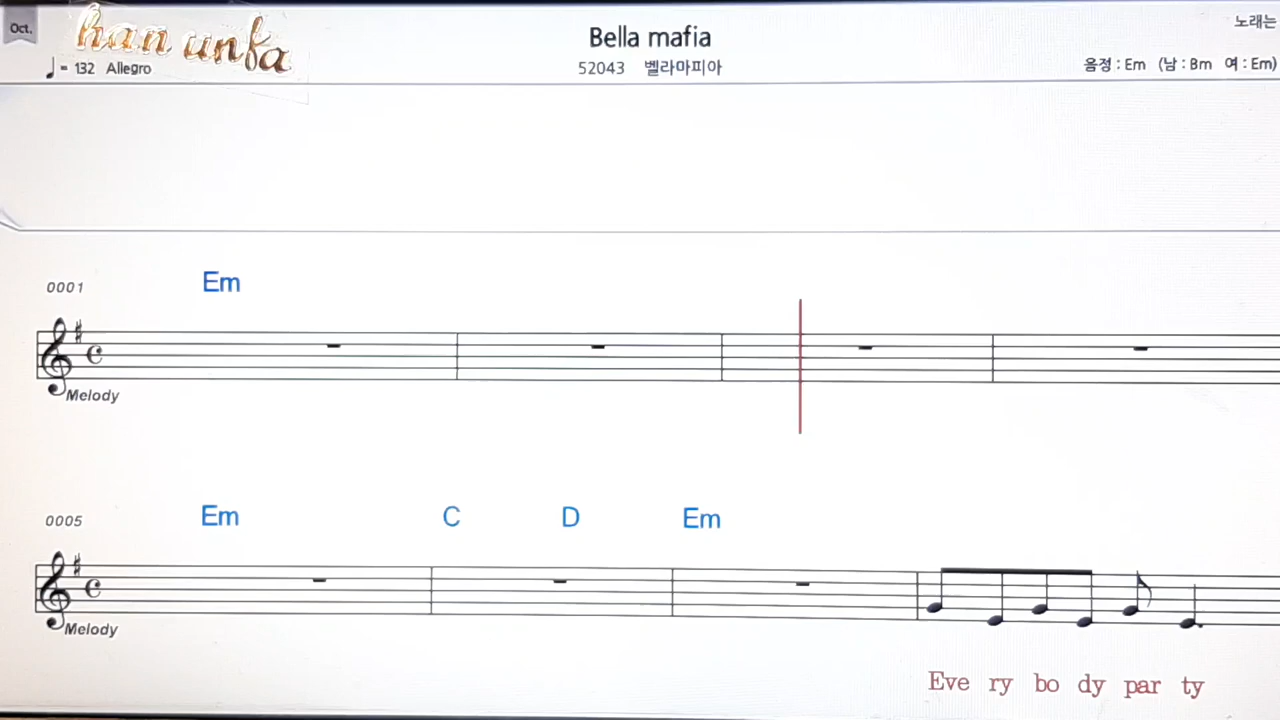 Oct.
han unfa
Bella mafia
노래는
♩= 132 Allegro
52043 벨라마피아
음정 : Em (남 : Bm 여 : Em)
0001
Em
Melody
0005
Em C D Em
Melody
Eve ry bo dy par ty